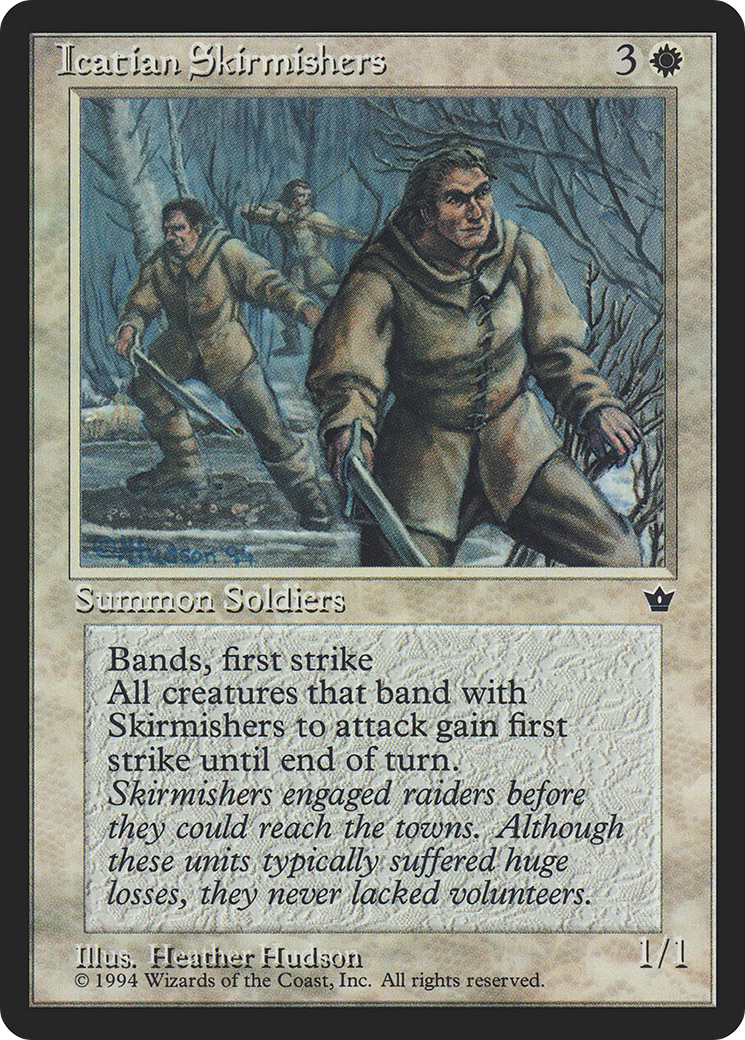 Icatian Skirmishers 3
© HHudson 94
Summon Soldiers
Bands, first strike
All creatures that band with
Skirmishers to attack gain first
strike until end of turn.
Skirmishers engaged raiders before
they could reach the towns. Although
these units typically suffered huge
losses, they never lacked volunteers.
Illus. Heather Hudson 1/1
© 1994 Wizards of the Coast, Inc. All rights reserved.